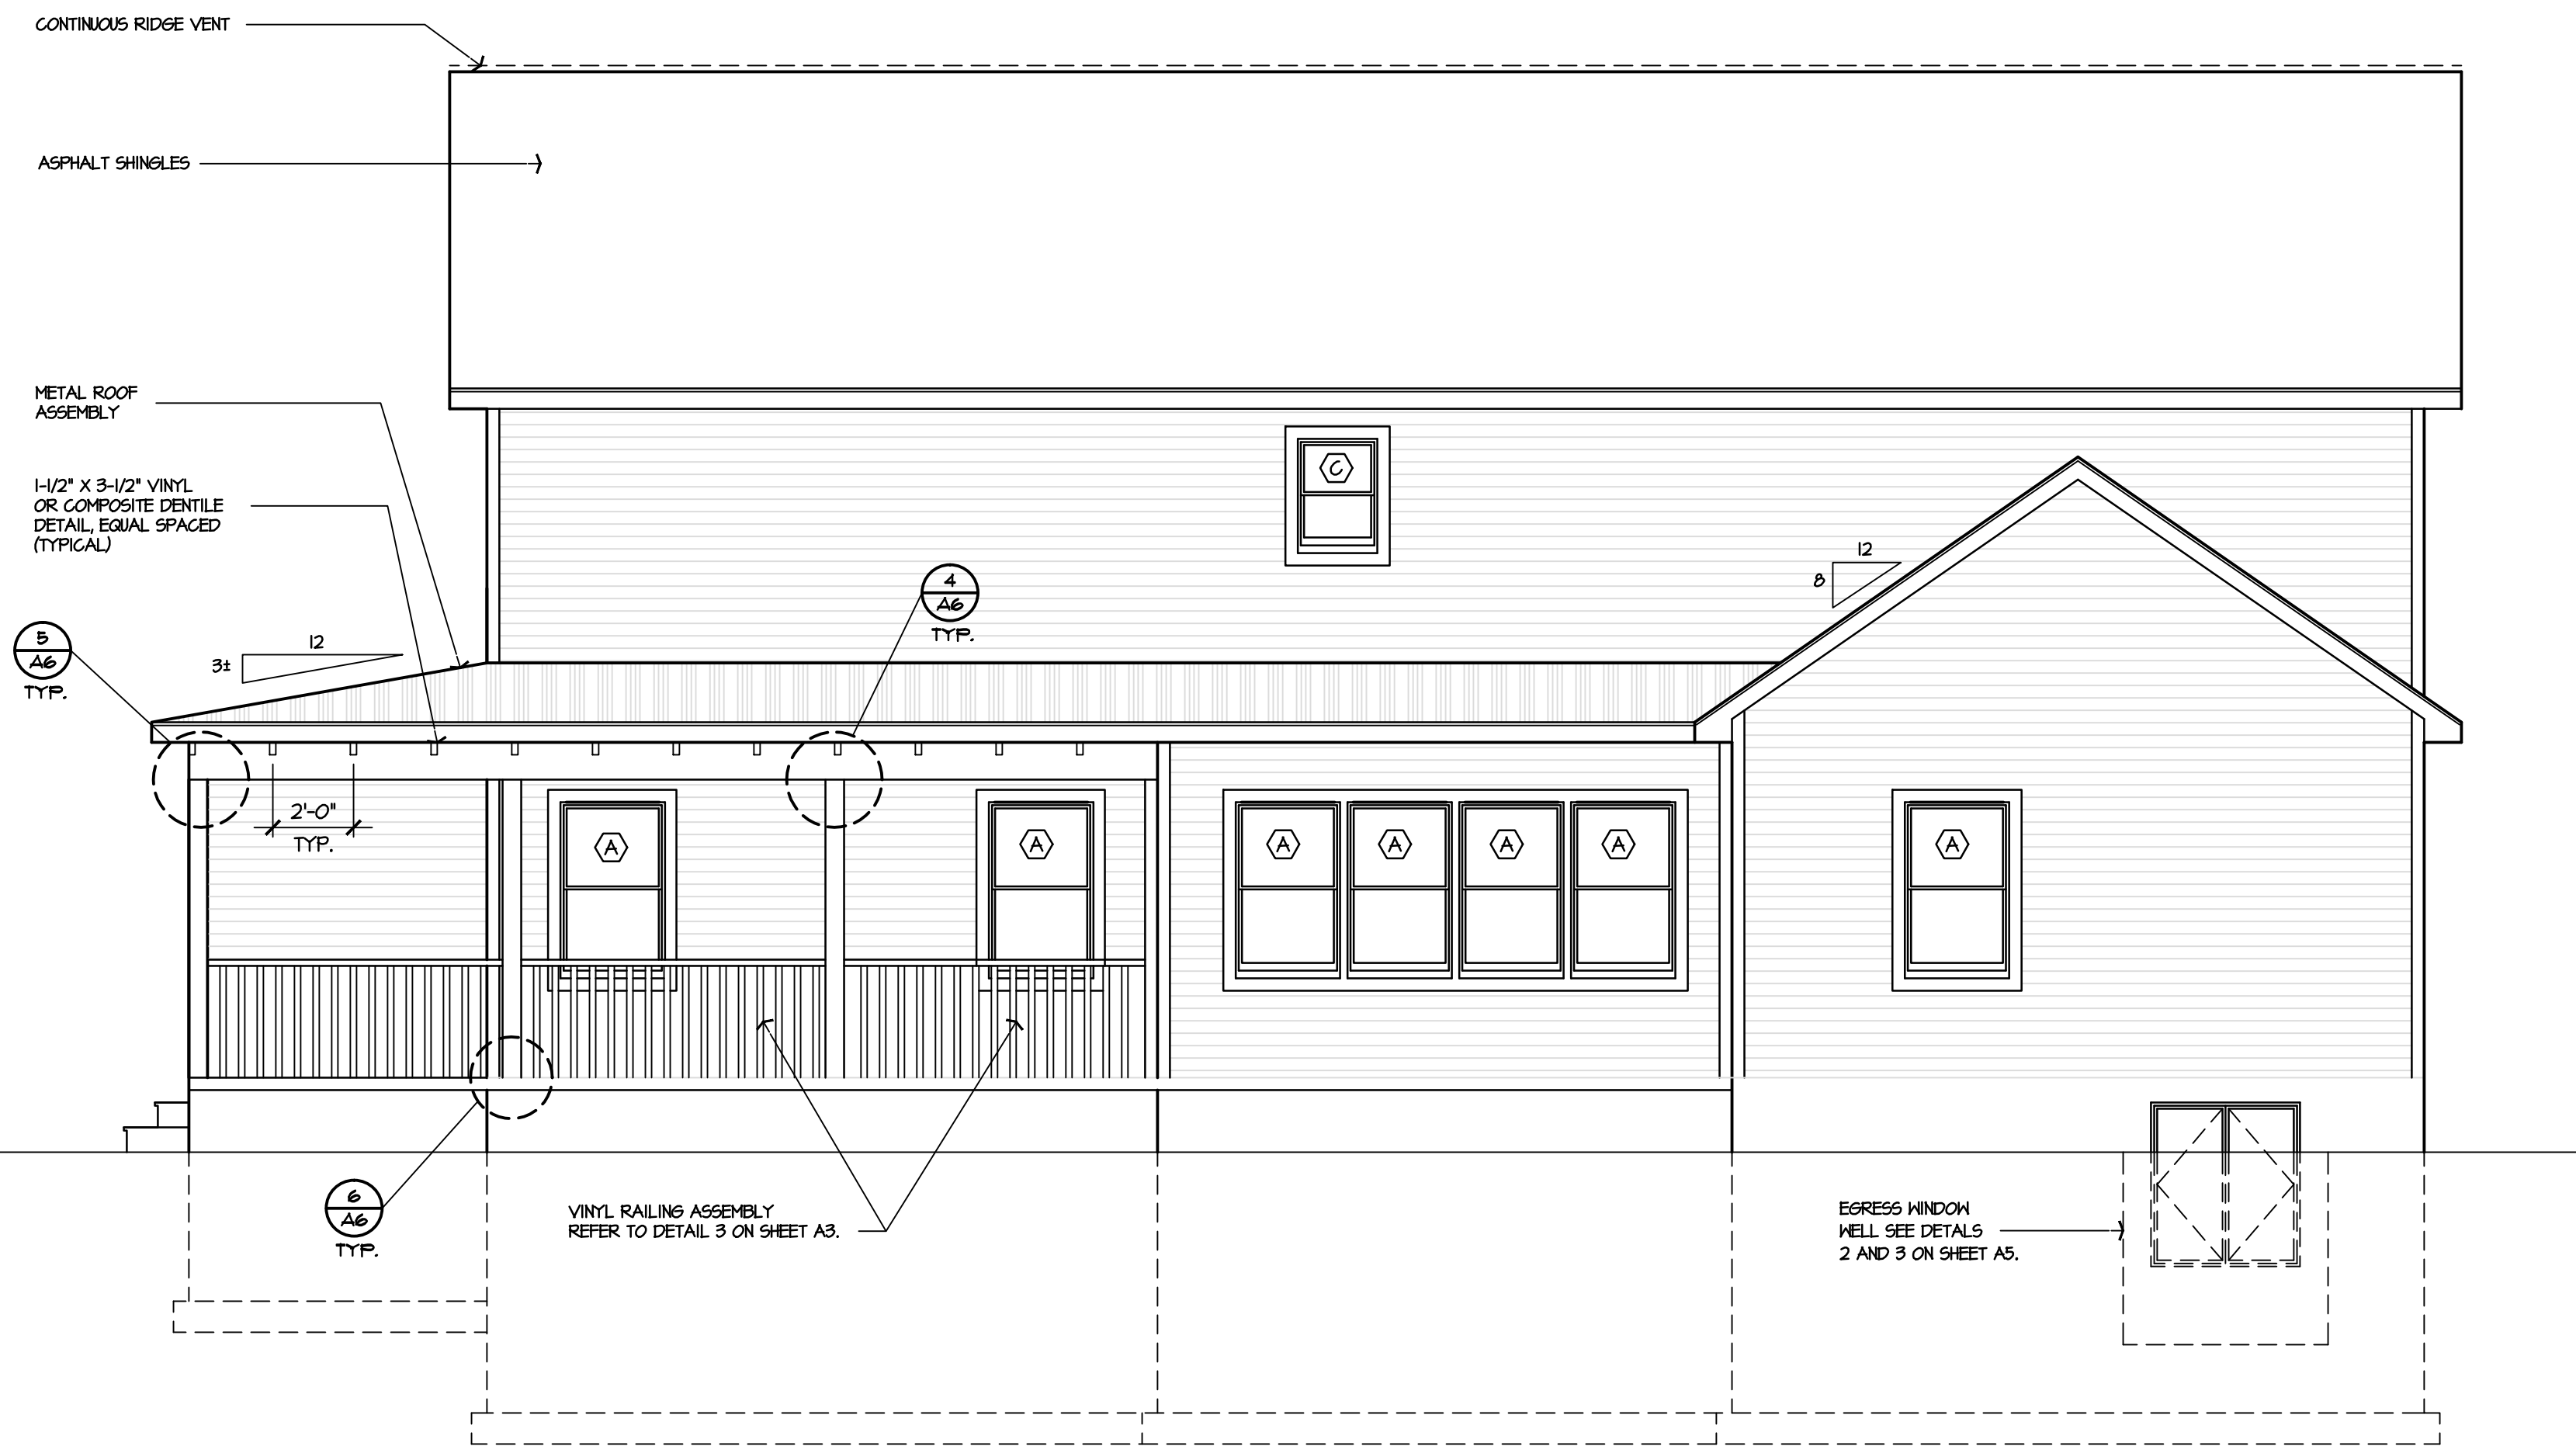 CONTINUOUS RIDGE VENT
ASPHALT SHINGLES
METAL ROOF
ASSEMBLY
1-1/2" X 3-1/2" VINYL
OR COMPOSITE DENTILE
DETAIL, EQUAL SPACED
(TYPICAL)
C
12
8
4
A6
TYP.
5
A6
TYP.
12
3±
2'-0"
TYP.
A
A
A
A
A
A
A
6
A6
TYP.
VINYL RAILING ASSEMBLY
REFER TO DETAIL 3 ON SHEET A3.
EGRESS WINDOW
WELL SEE DETALS
2 AND 3 ON SHEET A5.